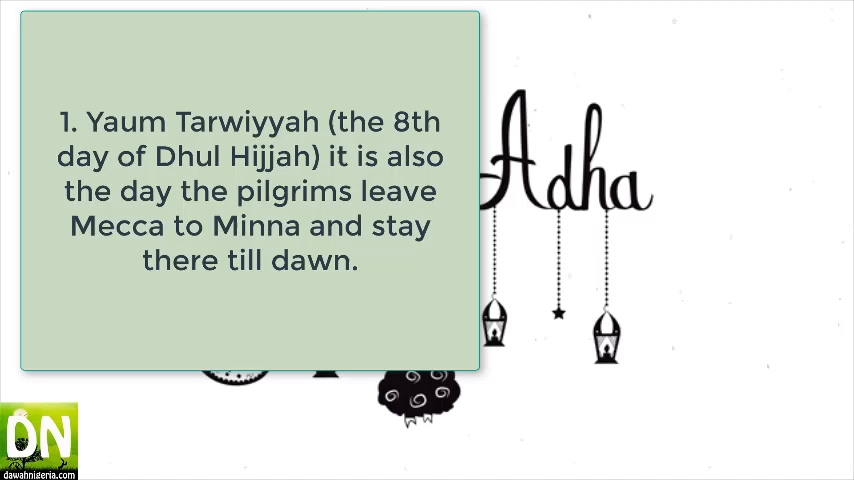 1. Yaum Tarwiyyah (the 8th
day of Dhul Hijjah) it is also
the day the pilgrims leave
Mecca to Minna and stay
there till dawn.
Adha
DN
dawahnigeria.com